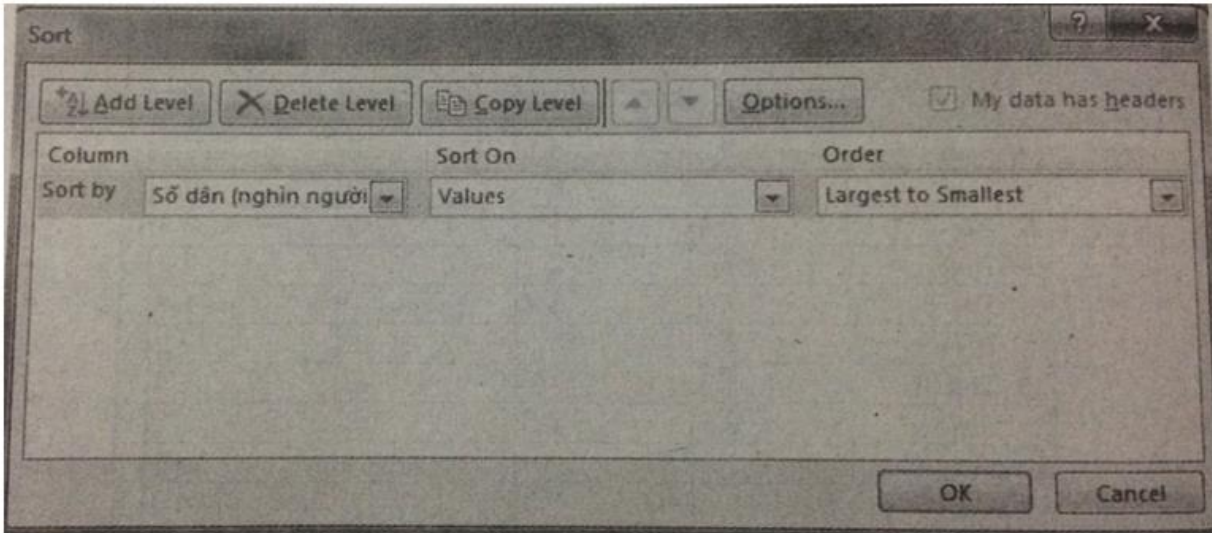 Sort
Add Level Delete Level Copy Level Options... My data has headers
Column Sort On Order
Sort by Số dân (nghìn người Values Largest to Smallest
OK Cancel